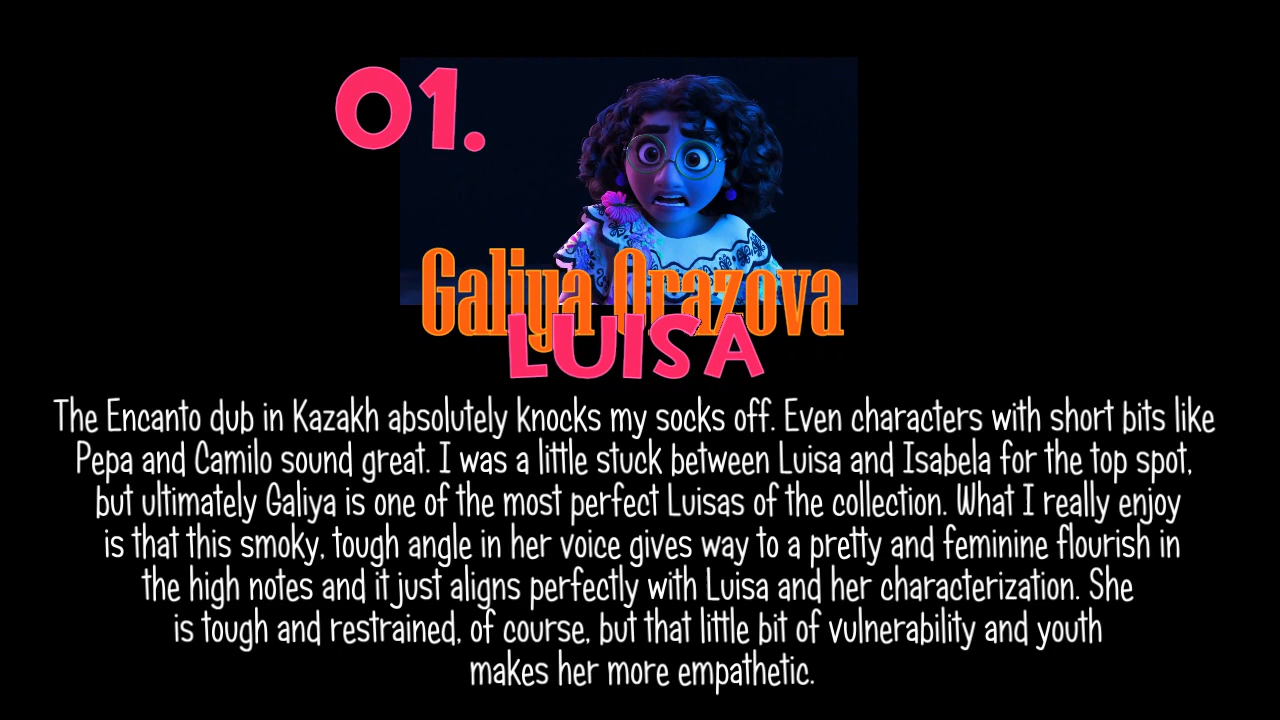 01.
Galiya Orazova
LUISA
The Encanto dub in Kazakh absolutely knocks my socks off. Even characters with short bits like
Pepa and Camilo sound great. I was a little stuck between Luisa and Isabela for the top spot,
but ultimately Galiya is one of the most perfect Luisas of the collection. What I really enjoy
is that this smoky, tough angle in her voice gives way to a pretty and feminine flourish in
the high notes and it just aligns perfectly with Luisa and her characterization. She
is tough and restrained, of course, but that little bit of vulnerability and youth
makes her more empathetic.